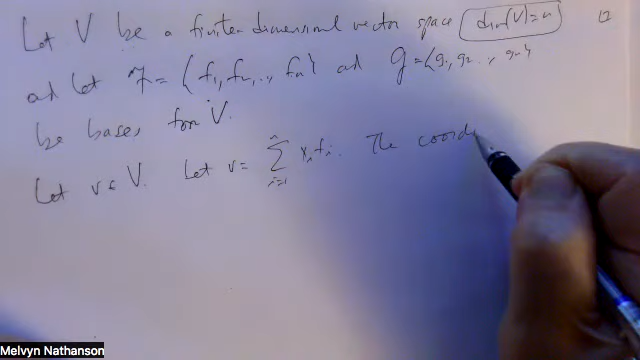 Let V be a finite dimensional vector space dim(V)=n
and let F = {f1, f2, .., fn} and G = {g1, g2, .., gn}
be bases for V.
Let v ∈ V. Let v = ∑_{i=1}^{n} xi fi. The coord
Melvyn Nathanson